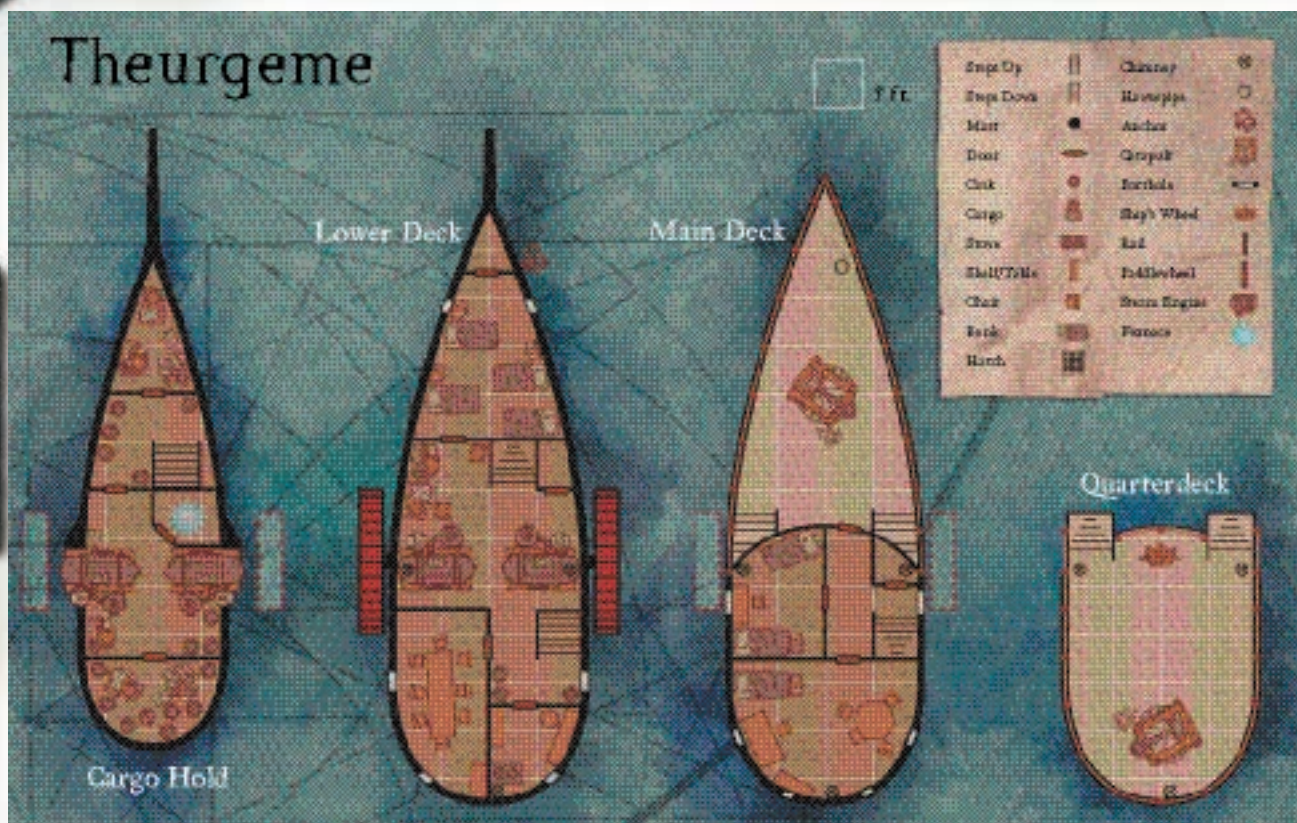 Theurgeme
5 ft.
Steps Up
Steps Down
Mast
Door
Cask
Cargo
Stove
Shelf/Table
Chair
Bunk
Hatch
Chimney
Hawsepipe
Anchor
Catapult
Porthole
Ship's Wheel
Rail
Paddlewheel
Steam Engine
Furnace
Lower Deck
Main Deck
Quarterdeck
Cargo Hold